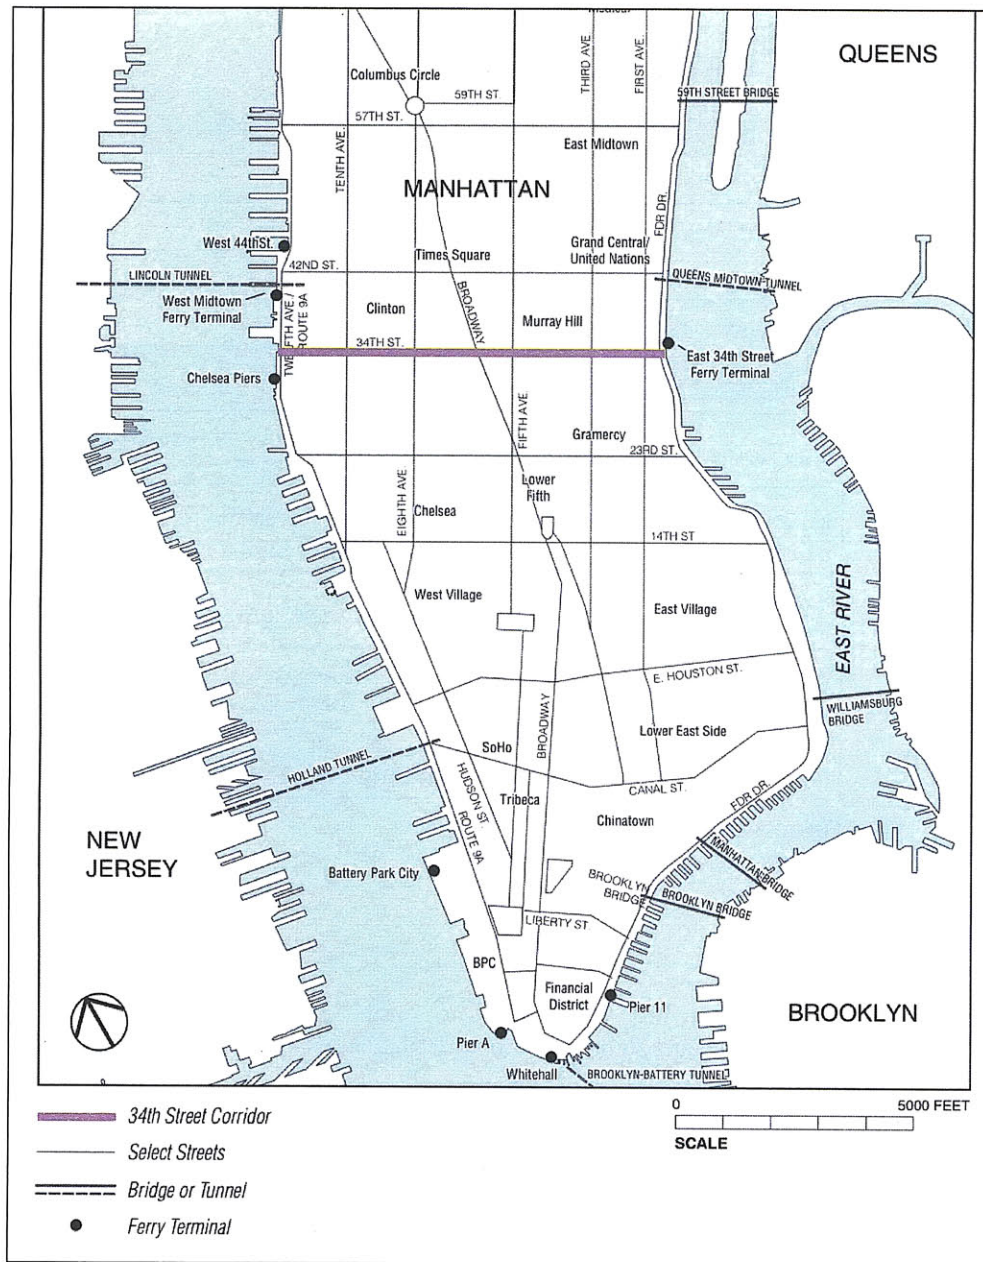 Medical
QUEENS
THIRD AVE.
FIRST AVE.
Columbus Circle
59TH ST.
59TH STREET BRIDGE
57TH ST.
TENTH AVE.
East Midtown
MANHATTAN
FDR DR.
West 44th St.
Times Square
Grand Central/
United Nations
LINCOLN TUNNEL
42ND ST.
QUEENS MIDTOWN TUNNEL
West Midtown
Ferry Terminal
TWELFTH AVE /
ROUTE 9A
Clinton
BROADWAY
Murray Hill
34TH ST.
East 34th Street
Ferry Terminal
Chelsea Piers
FIFTH AVE.
Gramercy
23RD ST.
EIGHTH AVE
Chelsea
Lower
Fifth
14TH ST
West Village
East Village
EAST RIVER
E. HOUSTON ST.
WILLIAMSBURG
BRIDGE
BROADWAY
Lower East Side
SoHo
HOLLAND TUNNEL
HUDSON ST.
ROUTE 9A
CANAL ST.
FDR DR.
Tribeca
Chinatown
NEW
JERSEY
MANHATTAN BRIDGE
Battery Park City
BROOKLYN
BRIDGE
BROOKLYN BRIDGE
LIBERTY ST
BPC
Financial
District
Pier 11
BROOKLYN
Pier A
Whitehall
BROOKLYN-BATTERY TUNNEL
34th Street Corridor
0
5000 FEET
SCALE
Select Streets
Bridge or Tunnel
Ferry Terminal